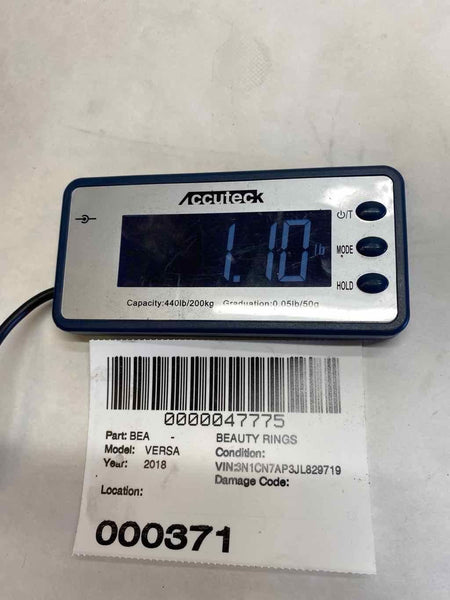 Accuteck
⏻/T
1.10 lb
MODE
HOLD
Capacity:440lb/200kg Graduation:0.05lb/50g
0000047775
Part: BEA - BEAUTY RINGS
Model: VERSA Condition:
Year: 2018 VIN:3N1CN7AP3JL829719
Damage Code:
Location:
000371